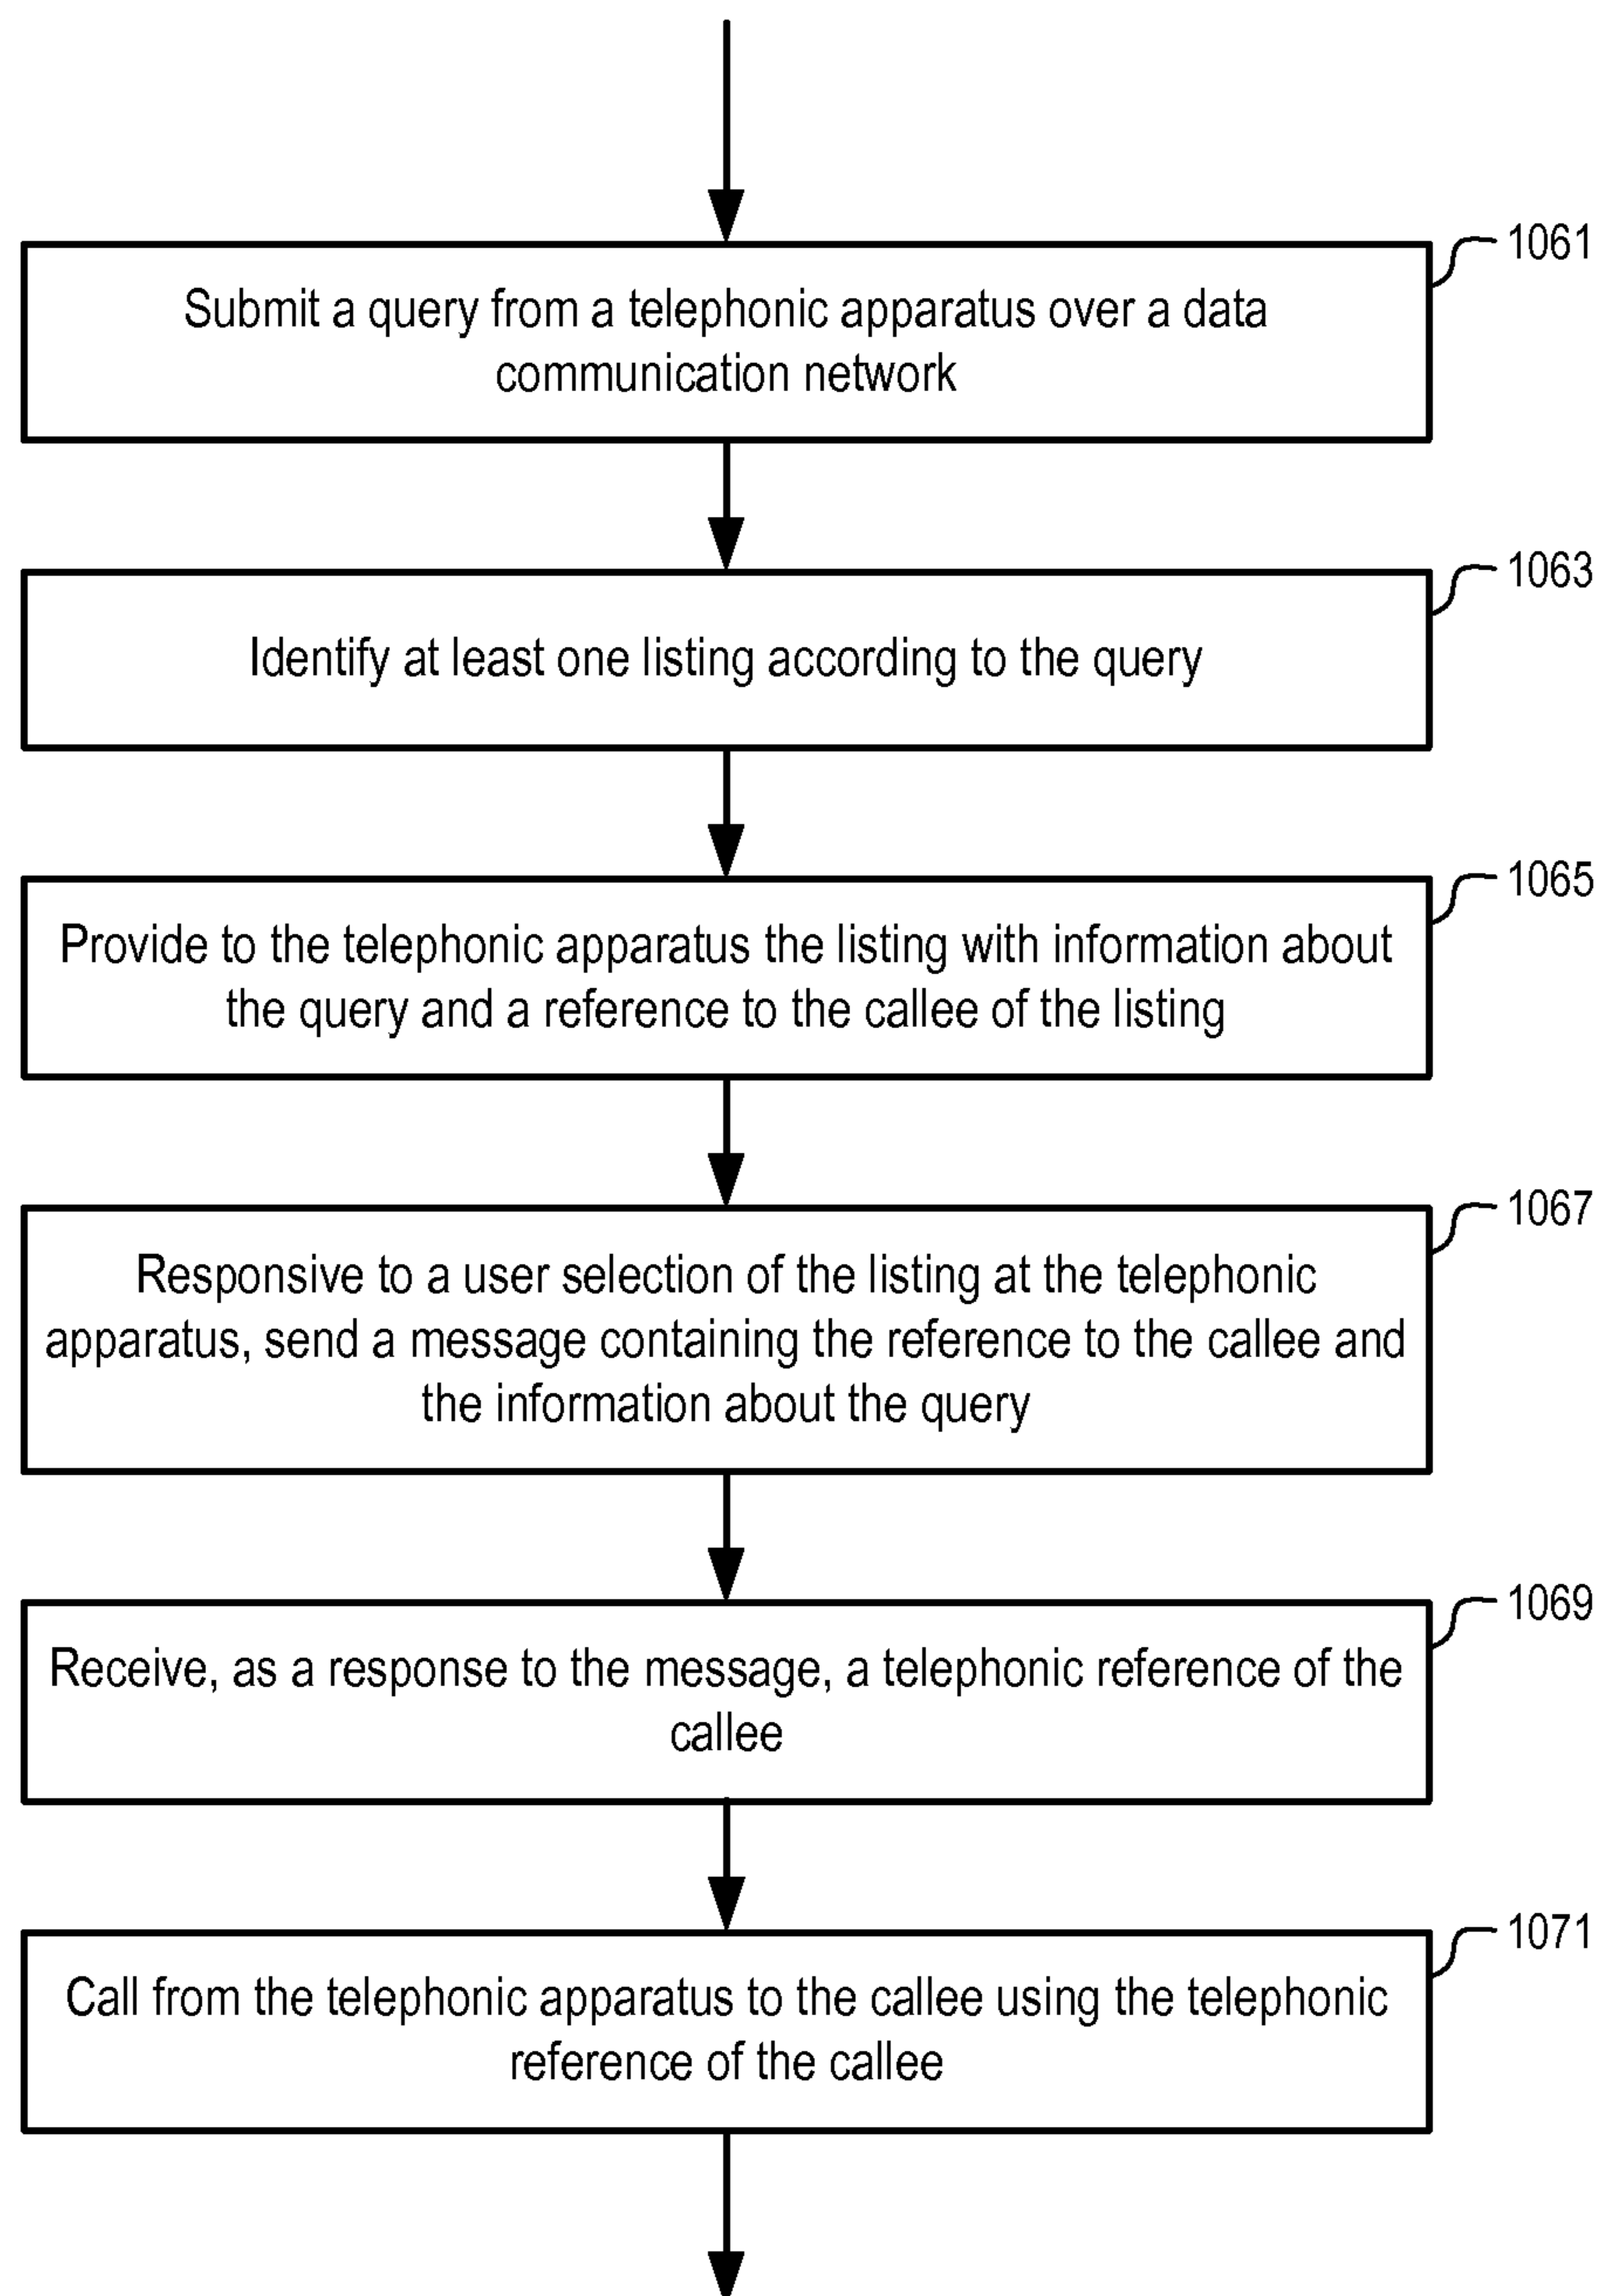 1061
Submit a query from a telephonic apparatus over a data
communication network
1063
Identify at least one listing according to the query
1065
Provide to the telephonic apparatus the listing with information about
the query and a reference to the callee of the listing
1067
Responsive to a user selection of the listing at the telephonic
apparatus, send a message containing the reference to the callee and
the information about the query
1069
Receive, as a response to the message, a telephonic reference of the
callee
1071
Call from the telephonic apparatus to the callee using the telephonic
reference of the callee